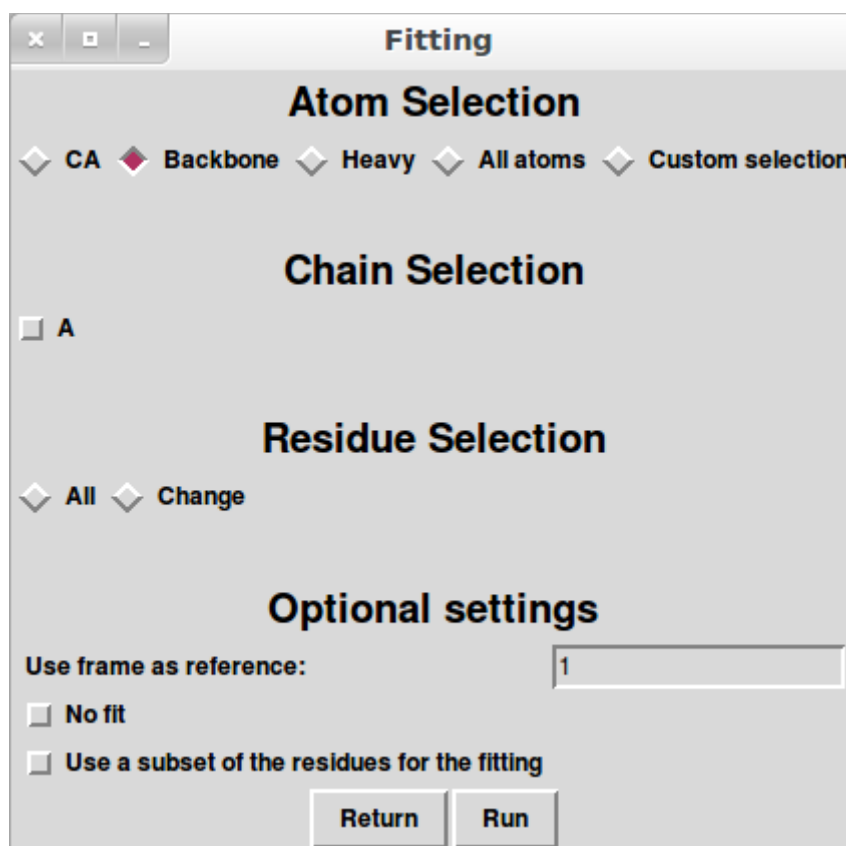 Fitting
Atom Selection
CA Backbone Heavy All atoms Custom selection
Chain Selection
A
Residue Selection
All Change
Optional settings
Use frame as reference: 1
No fit
Use a subset of the residues for the fitting
Return Run